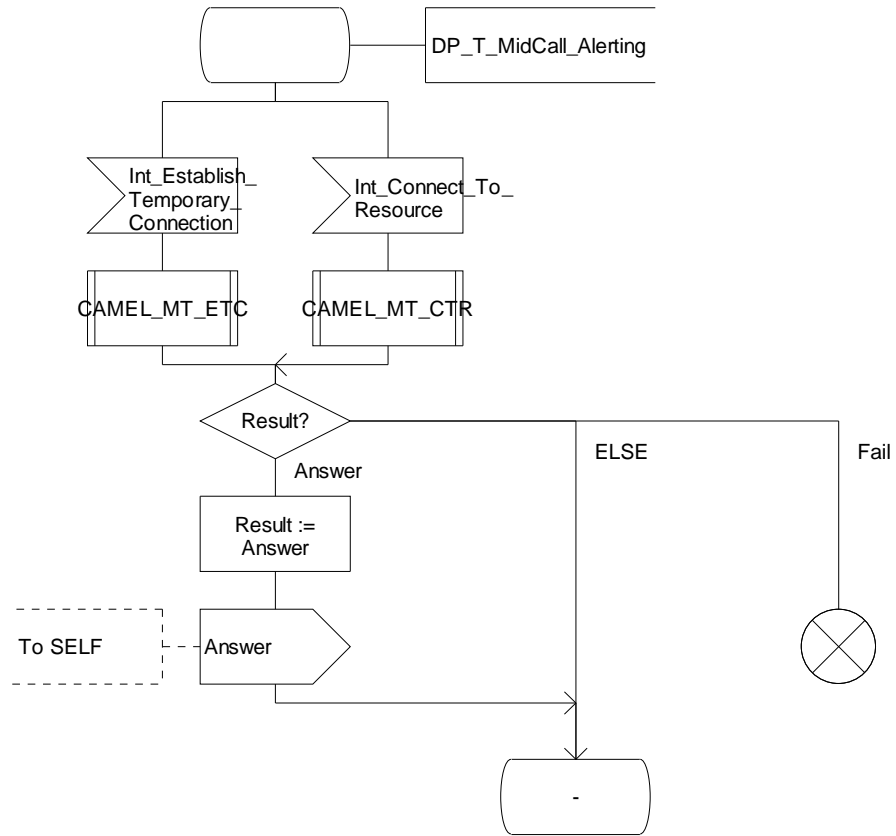 DP_T_MidCall_Alerting
Int_Establish_
Temporary_
Connection
Int_Connect_To_
Resource
CAMEL_MT_ETC
CAMEL_MT_CTR
Result?
ELSE
Fail
Answer
Result :=
Answer
To SELF
Answer
-